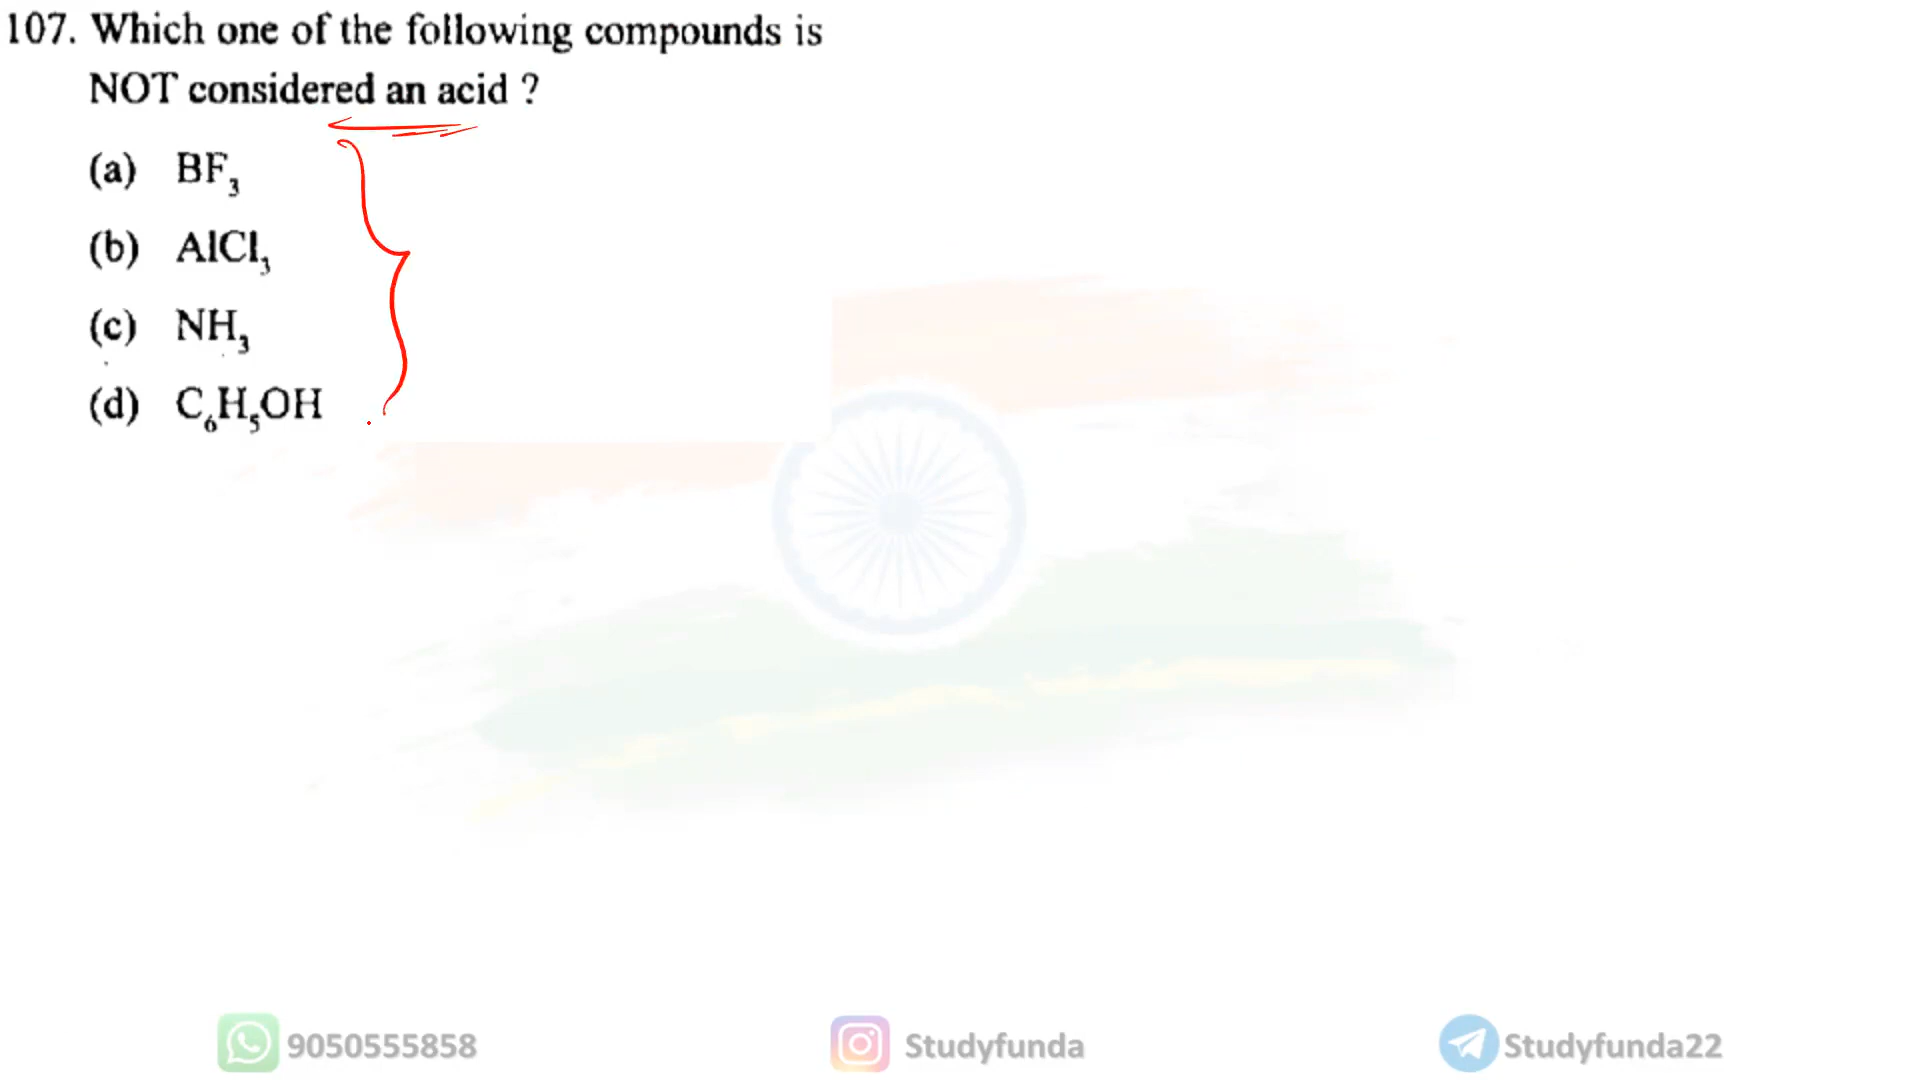 107. Which one of the following compounds is
NOT considered an acid ?
(a) BF₃
(b) AlCl₃
(c) NH₃
(d) C₆H₅OH
9050555858
Studyfunda
Studyfunda22